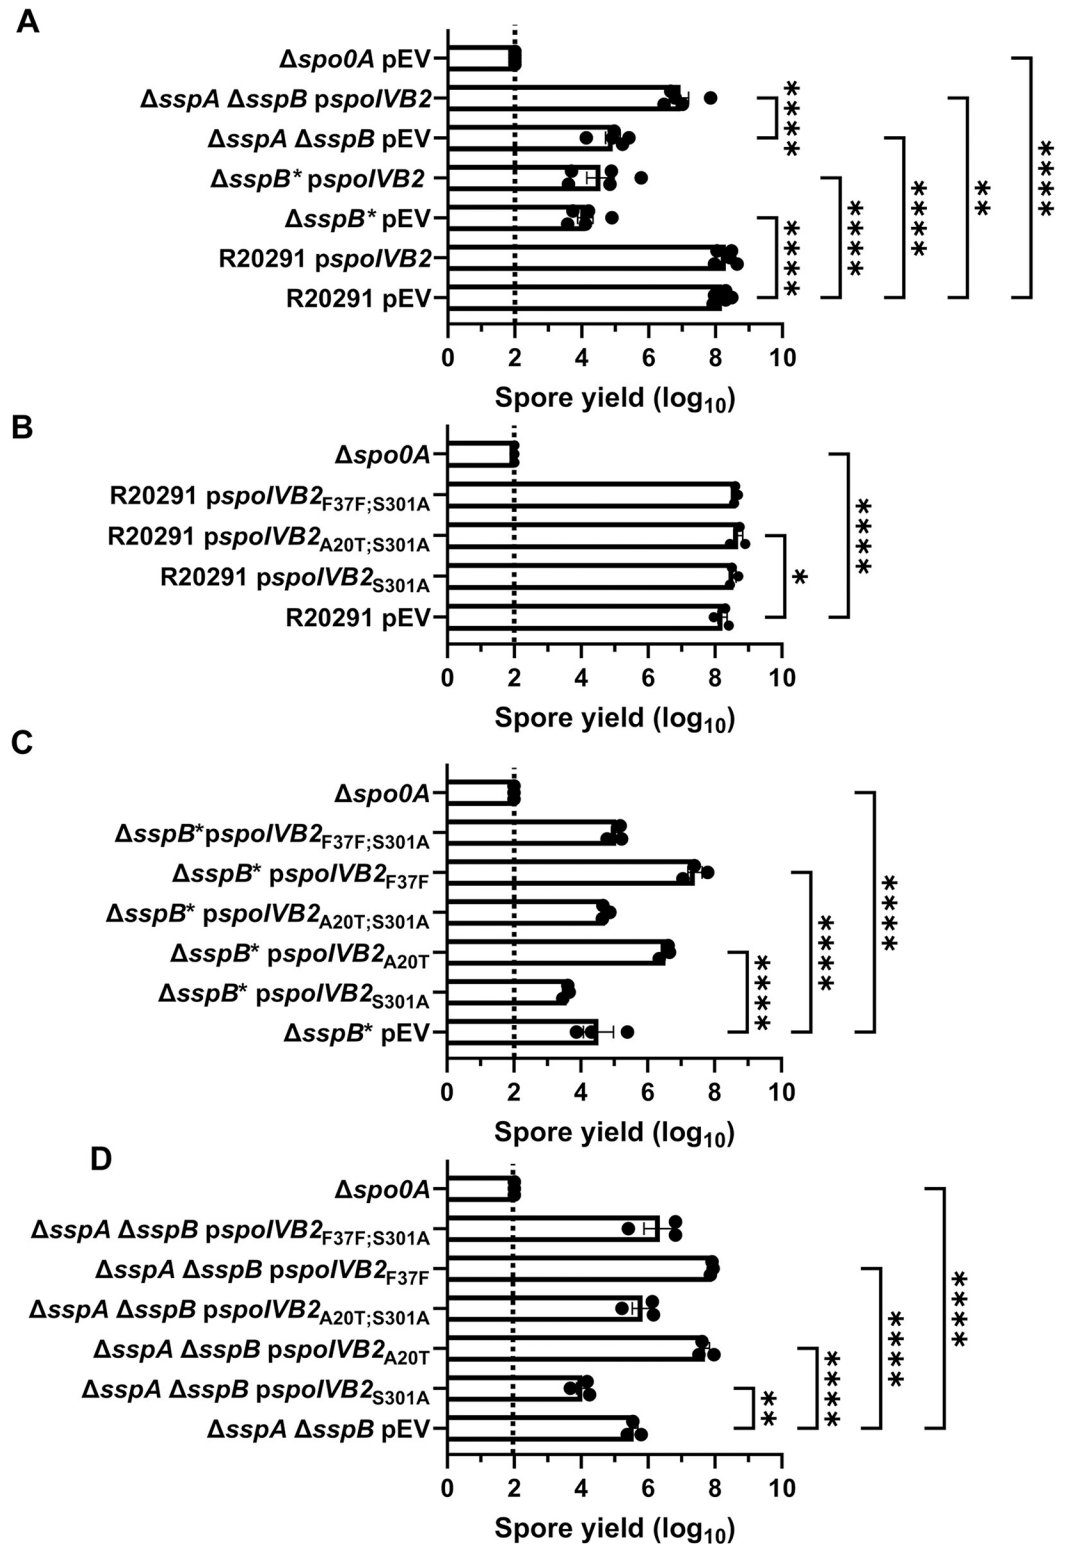 A
Δspo0A pEV
ΔsspA ΔsspB pspoIVB2
ΔsspA ΔsspB pEV
ΔsspB* pspoIVB2
ΔsspB* pEV
R20291 pspoIVB2
R20291 pEV
**** **** **** **** ** ****
0 2 4 6 8 10
Spore yield (log10)
B
Δspo0A
R20291 pspoIVB2F37F;S301A
R20291 pspoIVB2A20T;S301A
R20291 pspoIVB2S301A
R20291 pEV
* ****
0 2 4 6 8 10
Spore yield (log10)
C
Δspo0A
ΔsspB*pspoIVB2F37F;S301A
ΔsspB* pspoIVB2F37F
ΔsspB* pspoIVB2A20T;S301A
ΔsspB* pspoIVB2A20T
ΔsspB* pspoIVB2S301A
ΔsspB* pEV
**** **** ****
0 2 4 6 8 10
Spore yield (log10)
D
Δspo0A
ΔsspA ΔsspB pspoIVB2F37F;S301A
ΔsspA ΔsspB pspoIVB2F37F
ΔsspA ΔsspB pspoIVB2A20T;S301A
ΔsspA ΔsspB pspoIVB2A20T
ΔsspA ΔsspB pspoIVB2S301A
ΔsspA ΔsspB pEV
** **** **** ****
0 2 4 6 8 10
Spore yield (log10)